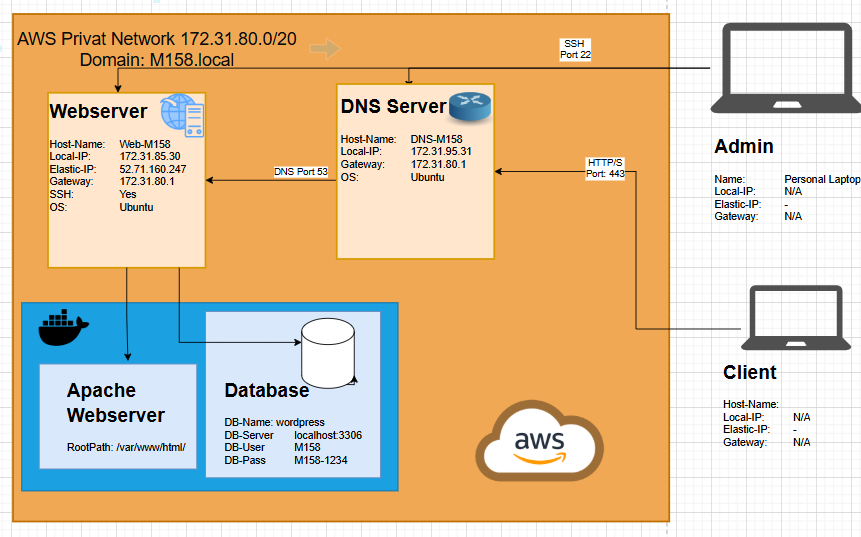 AWS Privat Network 172.31.80.0/20
Domain: M158.local
SSH
Port 22
Webserver
Host-Name: Web-M158
Local-IP: 172.31.85.30
Elastic-IP: 52.71.160.247
Gateway: 172.31.80.1
SSH: Yes
OS: Ubuntu
DNS Server
Host-Name: DNS-M158
Local-IP: 172.31.95.31
Gateway: 172.31.80.1
OS: Ubuntu
DNS Port 53
HTTP/S
Port: 443
Admin
Name: Personal Laptop
Local-IP: N/A
Elastic-IP: -
Gateway: N/A
Apache
Webserver
RootPath: /var/www/html/
Database
DB-Name: wordpress
DB-Server localhost:3306
DB-User M158
DB-Pass M158-1234
aws
Client
Host-Name:
Local-IP: N/A
Elastic-IP: -
Gateway: N/A